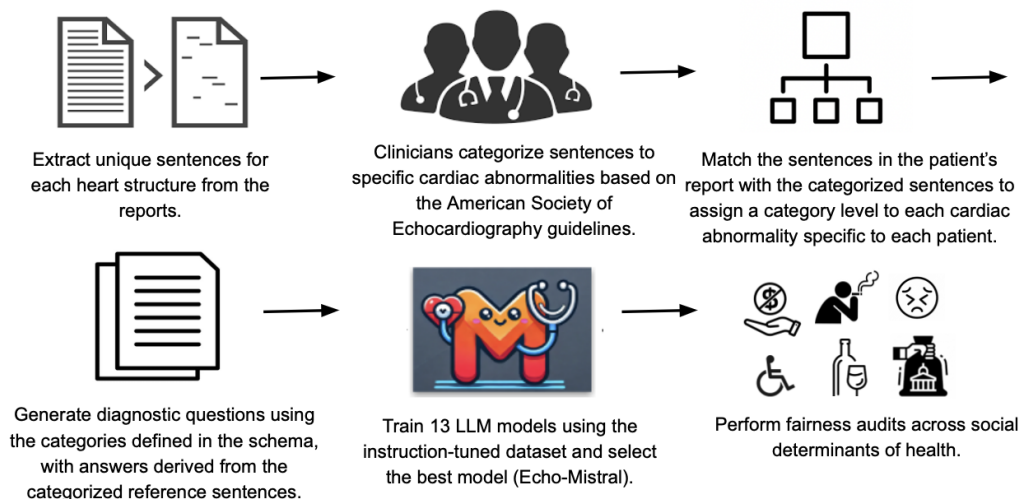 Extract unique sentences for
each heart structure from the
reports.
Clinicians categorize sentences to
specific cardiac abnormalities based on
the American Society of
Echocardiography guidelines.
Match the sentences in the patient's
report with the categorized sentences to
assign a category level to each cardiac
abnormality specific to each patient.
Generate diagnostic questions using
the categories defined in the schema,
with answers derived from the
categorized reference sentences.
Train 13 LLM models using the
instruction-tuned dataset and select
the best model (Echo-Mistral).
Perform fairness audits across social
determinants of health.